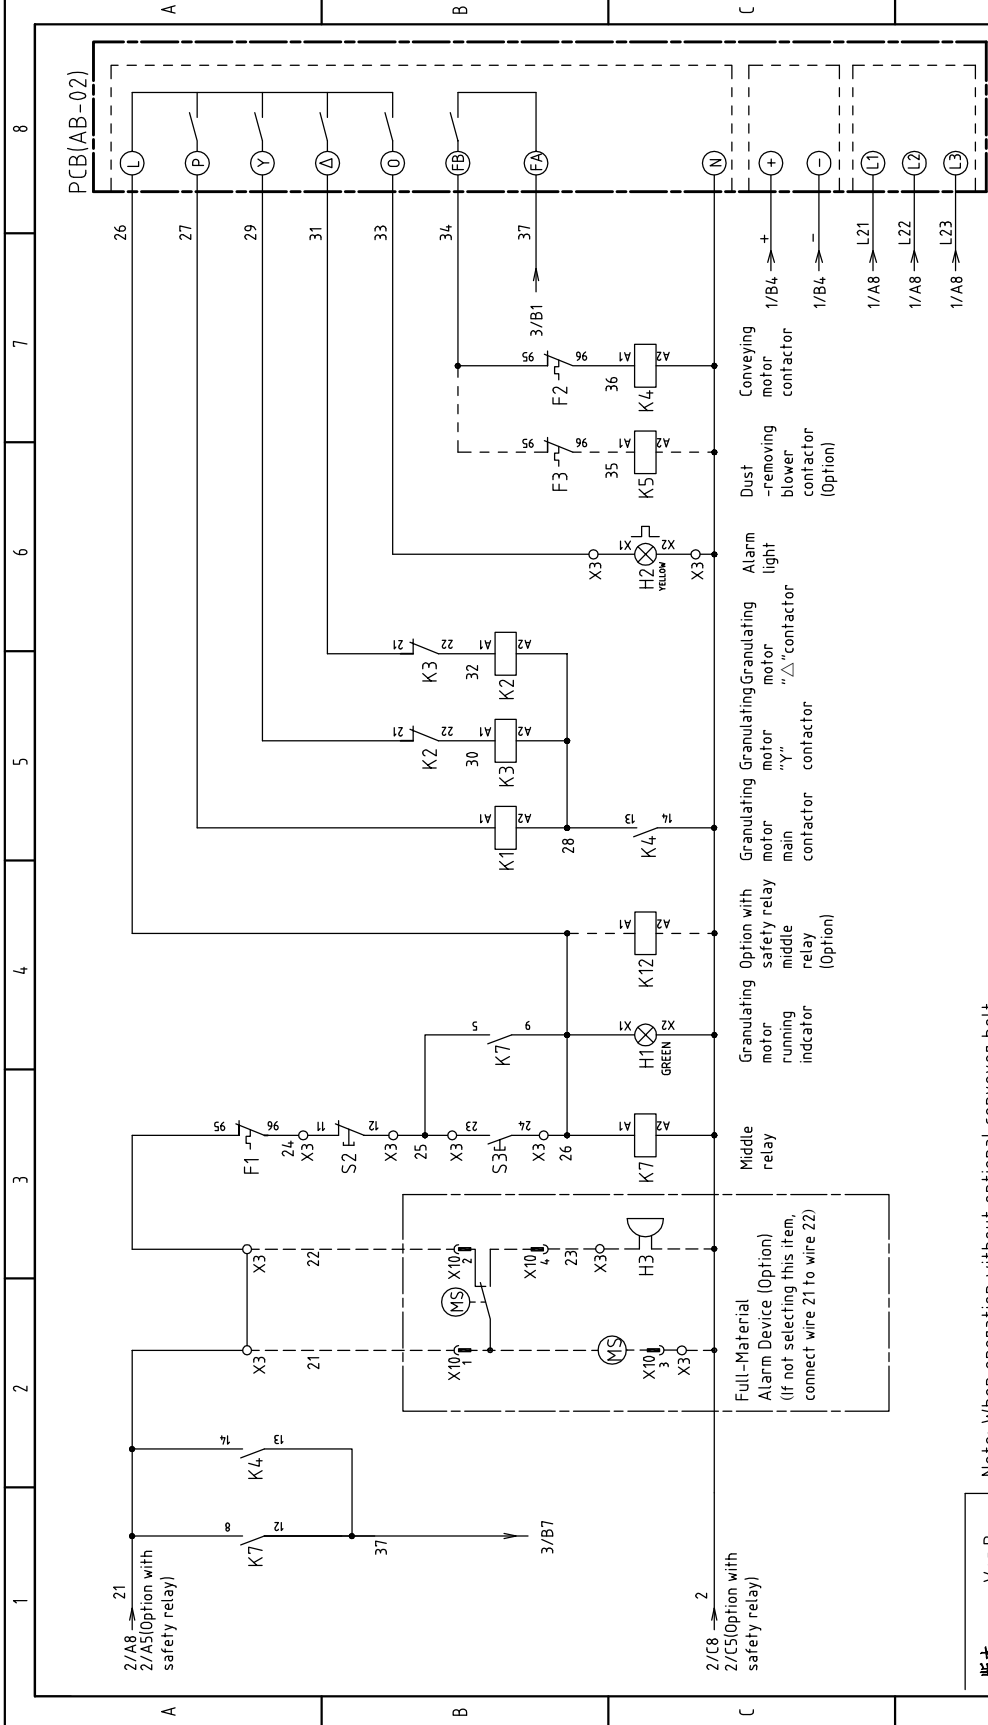 1
2
3
4
5
6
7
8
A
B
C
A
B
C
2/A8
2/A5(Option with
safety relay)
21
K7
8
12
K4
14
13
37
3/B7
2/C8
2/C5(Option with
safety relay)
2
X3
21
X10
1
MS
MS
X10
3
X3
X3
22
X10
2
X10
4
23
X3
H3
Full-Material
Alarm Device (Option)
(If not selecting this item,
connect wire 21 to wire 22)
F1
95
96
24
X3
S2
11
12
X3
25
X3
S3
23
24
X3
26
K7
A1
A2
Middle
relay
K7
5
9
H1
GREEN
X1
X2
Granulating
motor
running
indcator
K12
A1
A2
Option with
safety relay
middle
relay
(Option)
K1
A1
A2
28
K4
13
14
Granulating
motor
main
contactor
K2
21
22
30
K3
A1
A2
Granulating
motor
"Y"
contactor
K3
21
22
32
K2
A1
A2
Granulating
motor
"△"contactor
X3
H2
YELLOW
X1
X2
X3
Alarm
light
F3
95
96
35
K5
A1
A2
Dust
-removing
blower
contactor
(Option)
F2
95
96
36
K4
A1
A2
Conveying
motor
contactor
3/B1
26
27
29
31
33
34
37
1/B4
+
1/B4
-
1/A8
L21
1/A8
L22
1/A8
L23
PCB(AB-02)
L
P
Y
Δ
O
FB
FA
N
+
-
L1
L2
L3